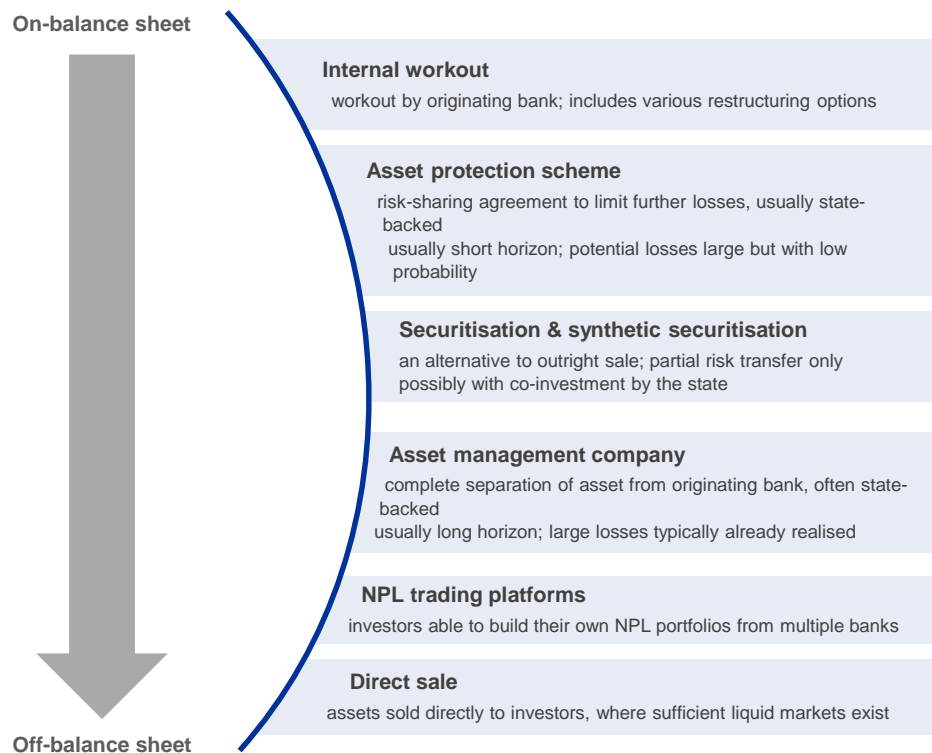 On-balance sheet
Internal workout
workout by originating bank; includes various restructuring options
Asset protection scheme
risk-sharing agreement to limit further losses, usually state-
backed
usually short horizon; potential losses large but with low
probability
Securitisation & synthetic securitisation
an alternative to outright sale; partial risk transfer only
possibly with co-investment by the state
Asset management company
complete separation of asset from originating bank, often state-
backed
usually long horizon; large losses typically already realised
NPL trading platforms
investors able to build their own NPL portfolios from multiple banks
Direct sale
assets sold directly to investors, where sufficient liquid markets exist
Off-balance sheet